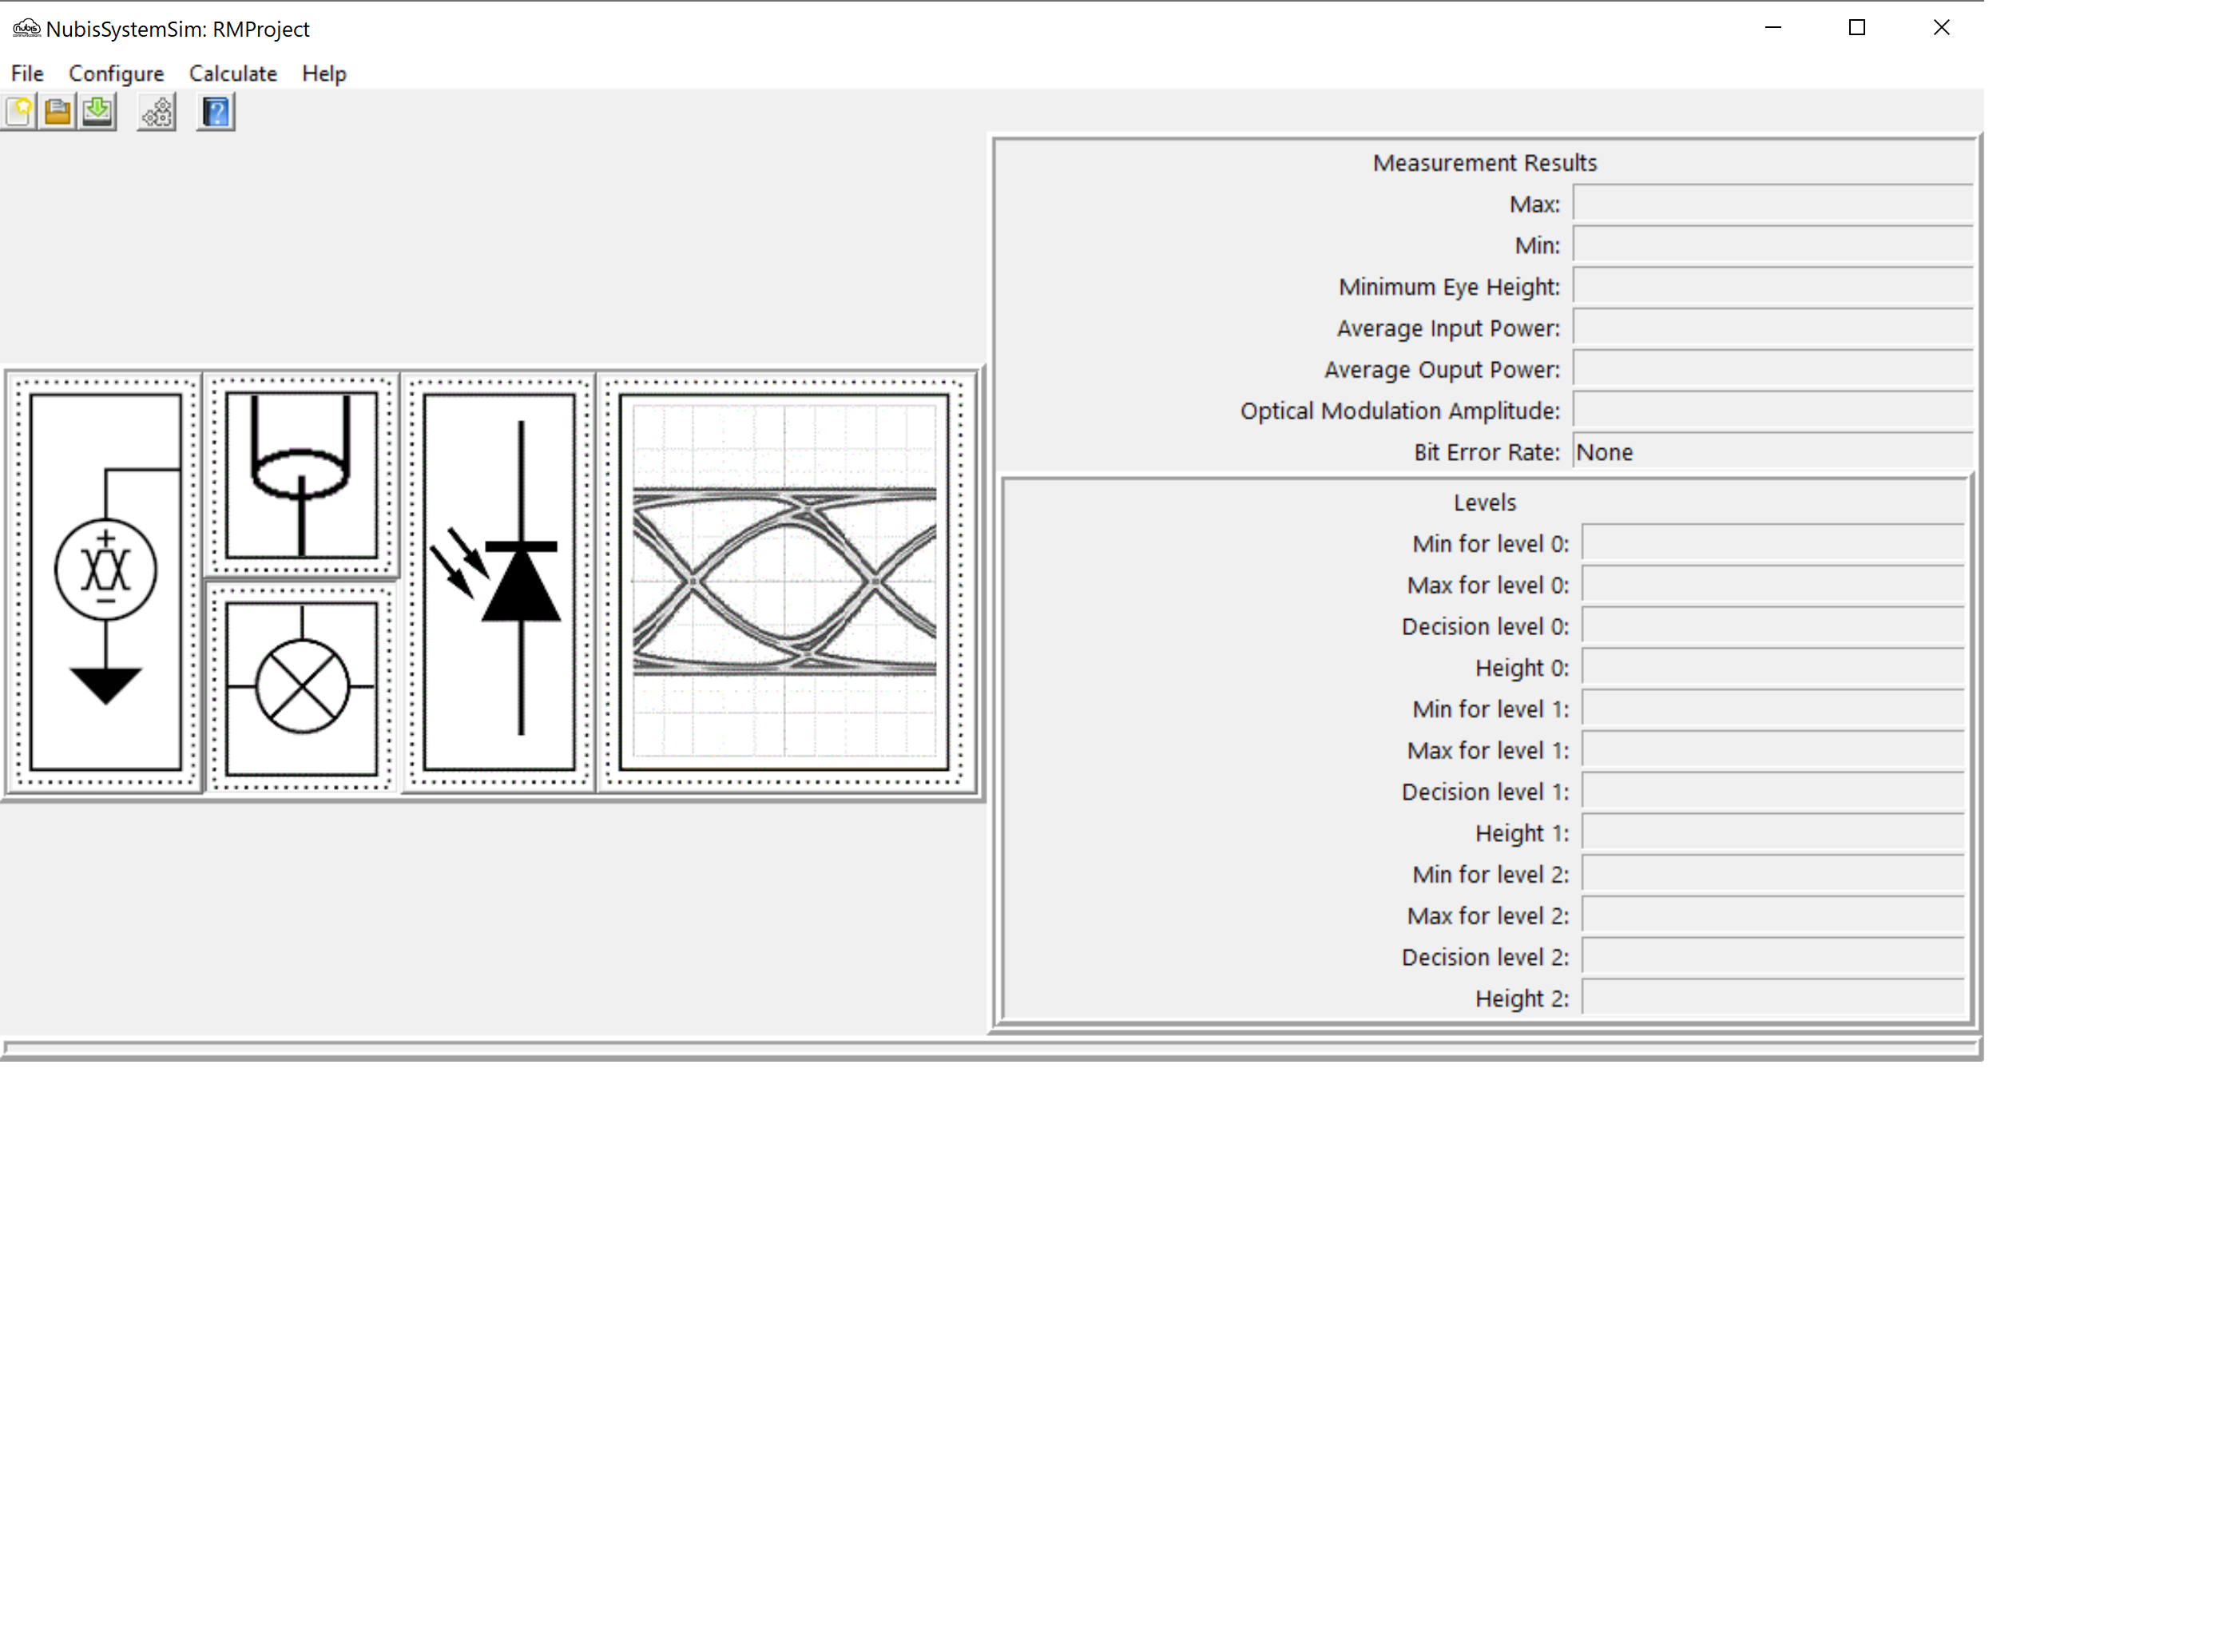 NubisSystemSim: RMProject
File Configure Calculate Help
Measurement Results
Max:
Min:
Minimum Eye Height:
Average Input Power:
Average Ouput Power:
Optical Modulation Amplitude:
Bit Error Rate: None
Levels
Min for level 0:
Max for level 0:
Decision level 0:
Height 0:
Min for level 1:
Max for level 1:
Decision level 1:
Height 1:
Min for level 2:
Max for level 2:
Decision level 2:
Height 2: